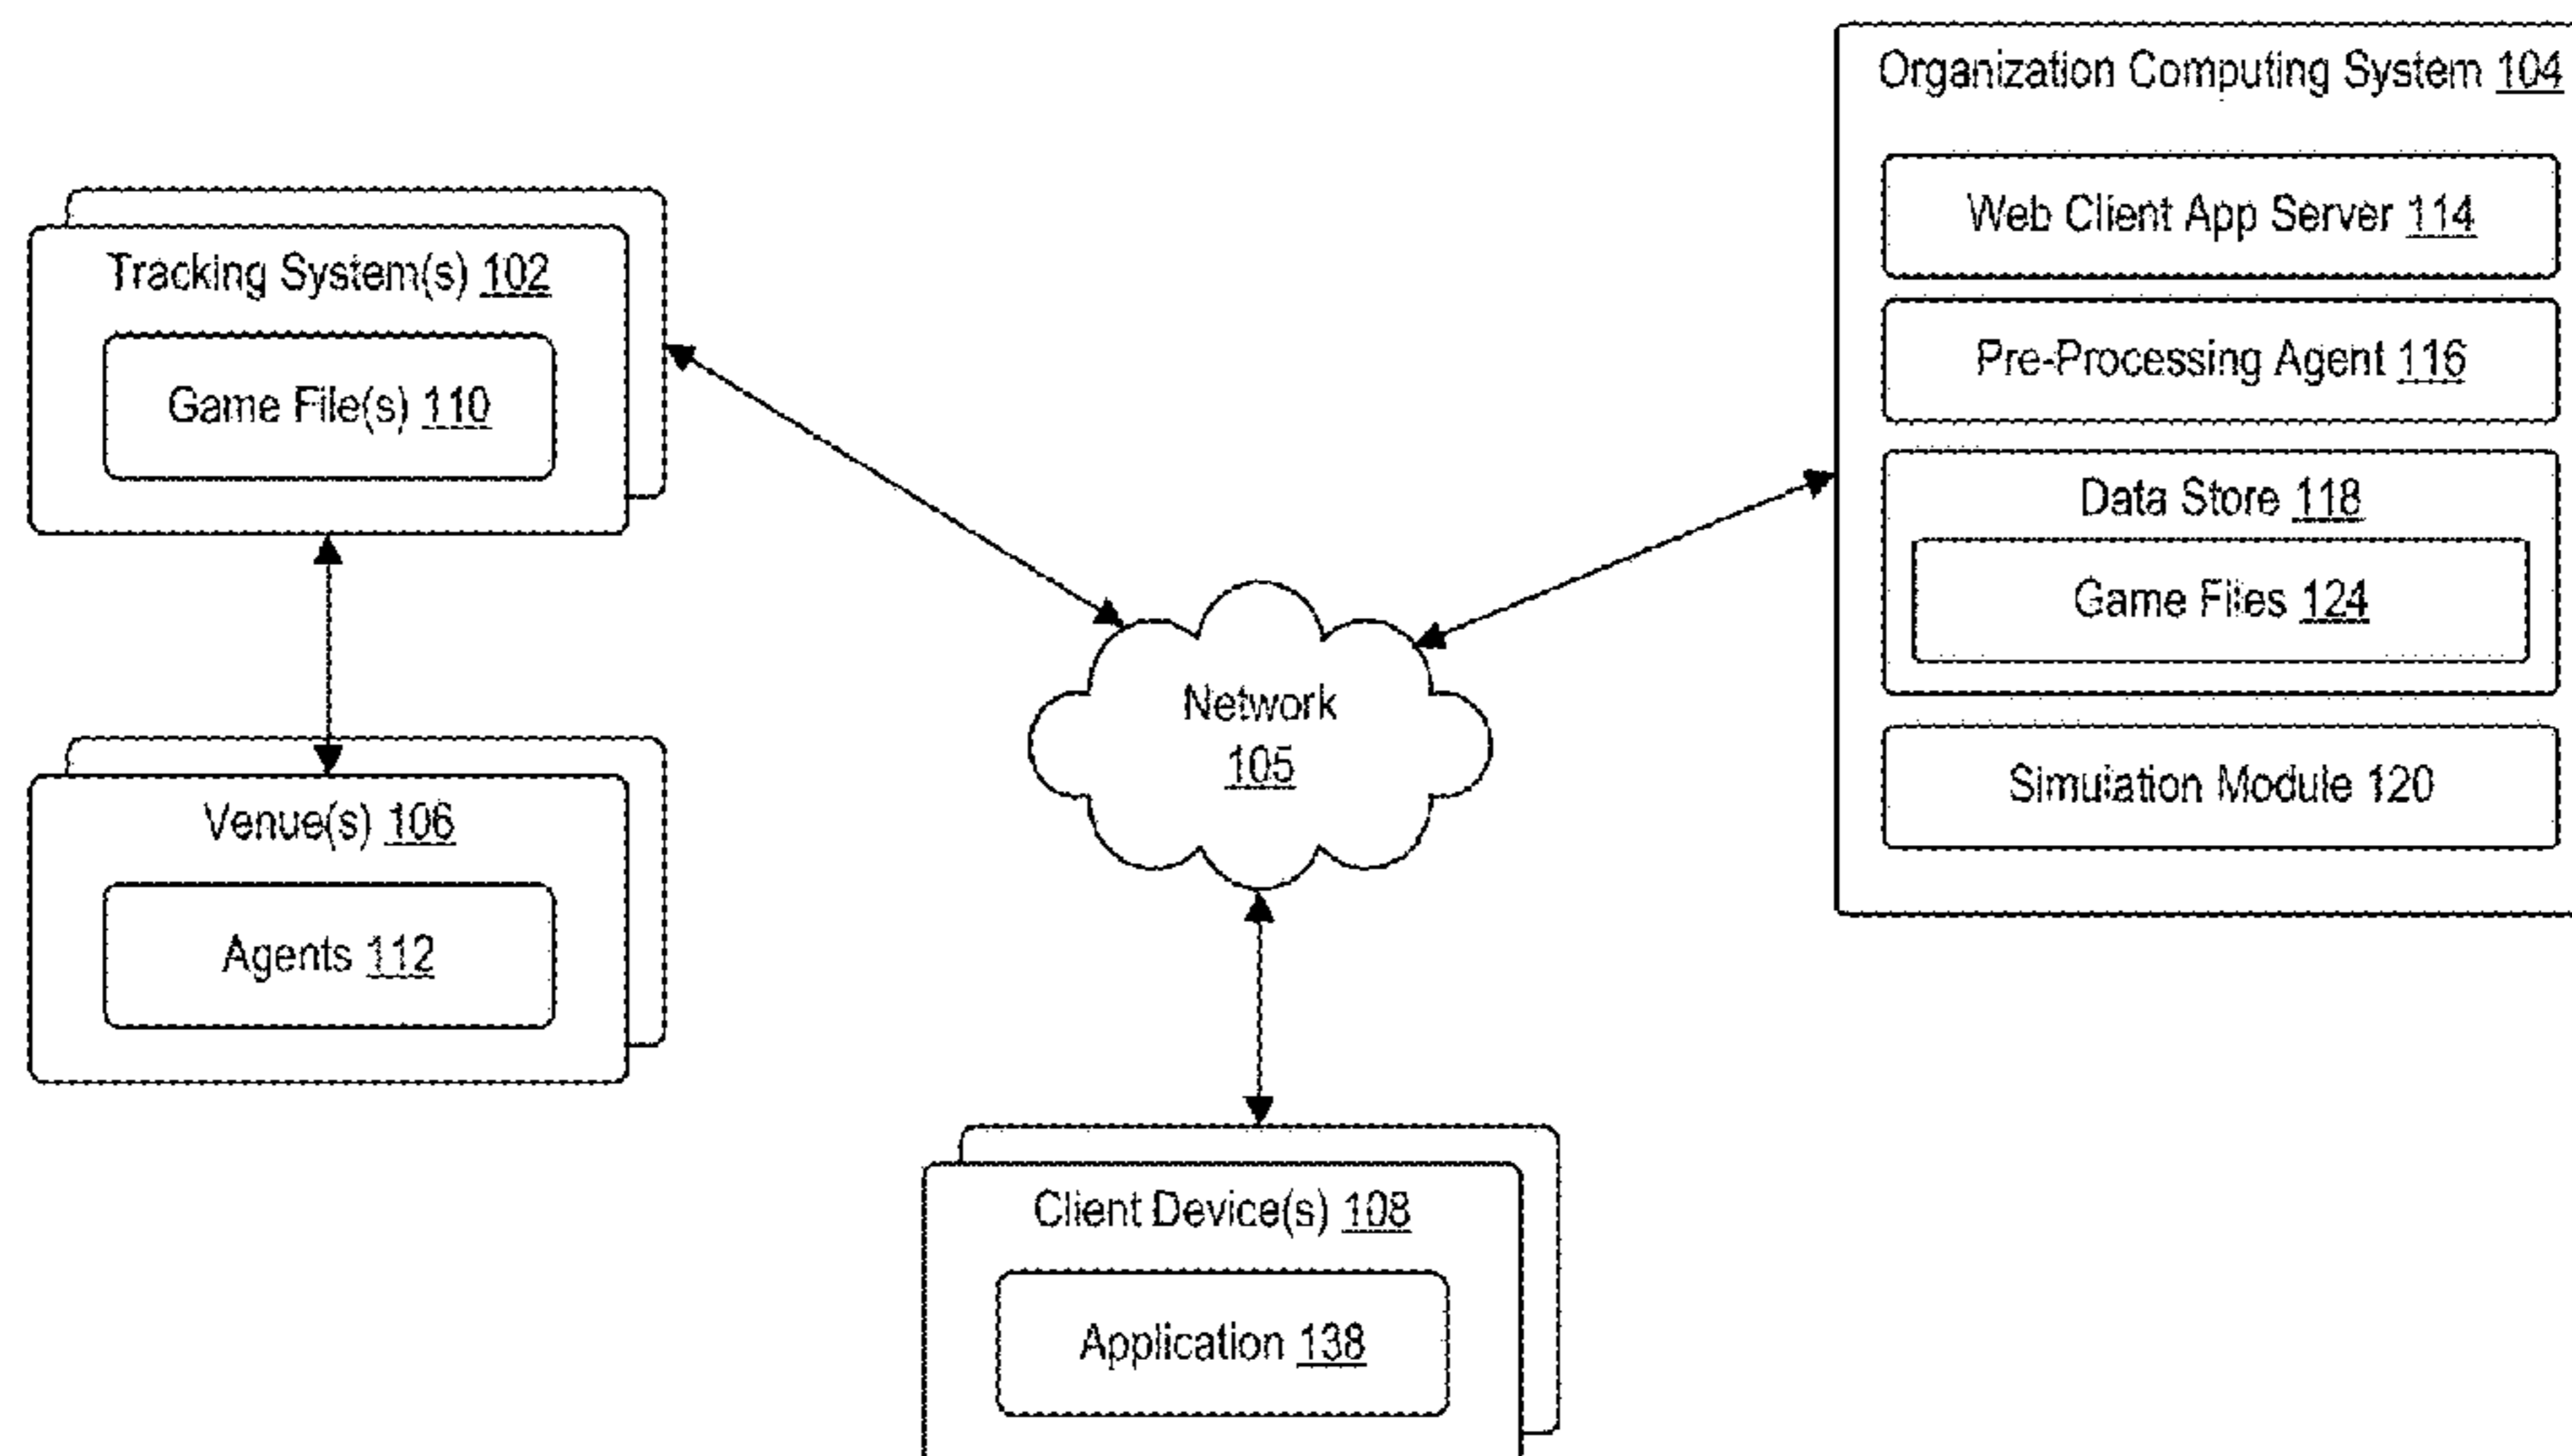 Organization Computing System 104
Web Client App Server 114
Pre-Processing Agent 116
Data Store 118
Game Files 124
Simulation Module 120
Tracking System(s) 102
Game File(s) 110
Venue(s) 106
Agents 112
Network
105
Client Device(s) 108
Application 138